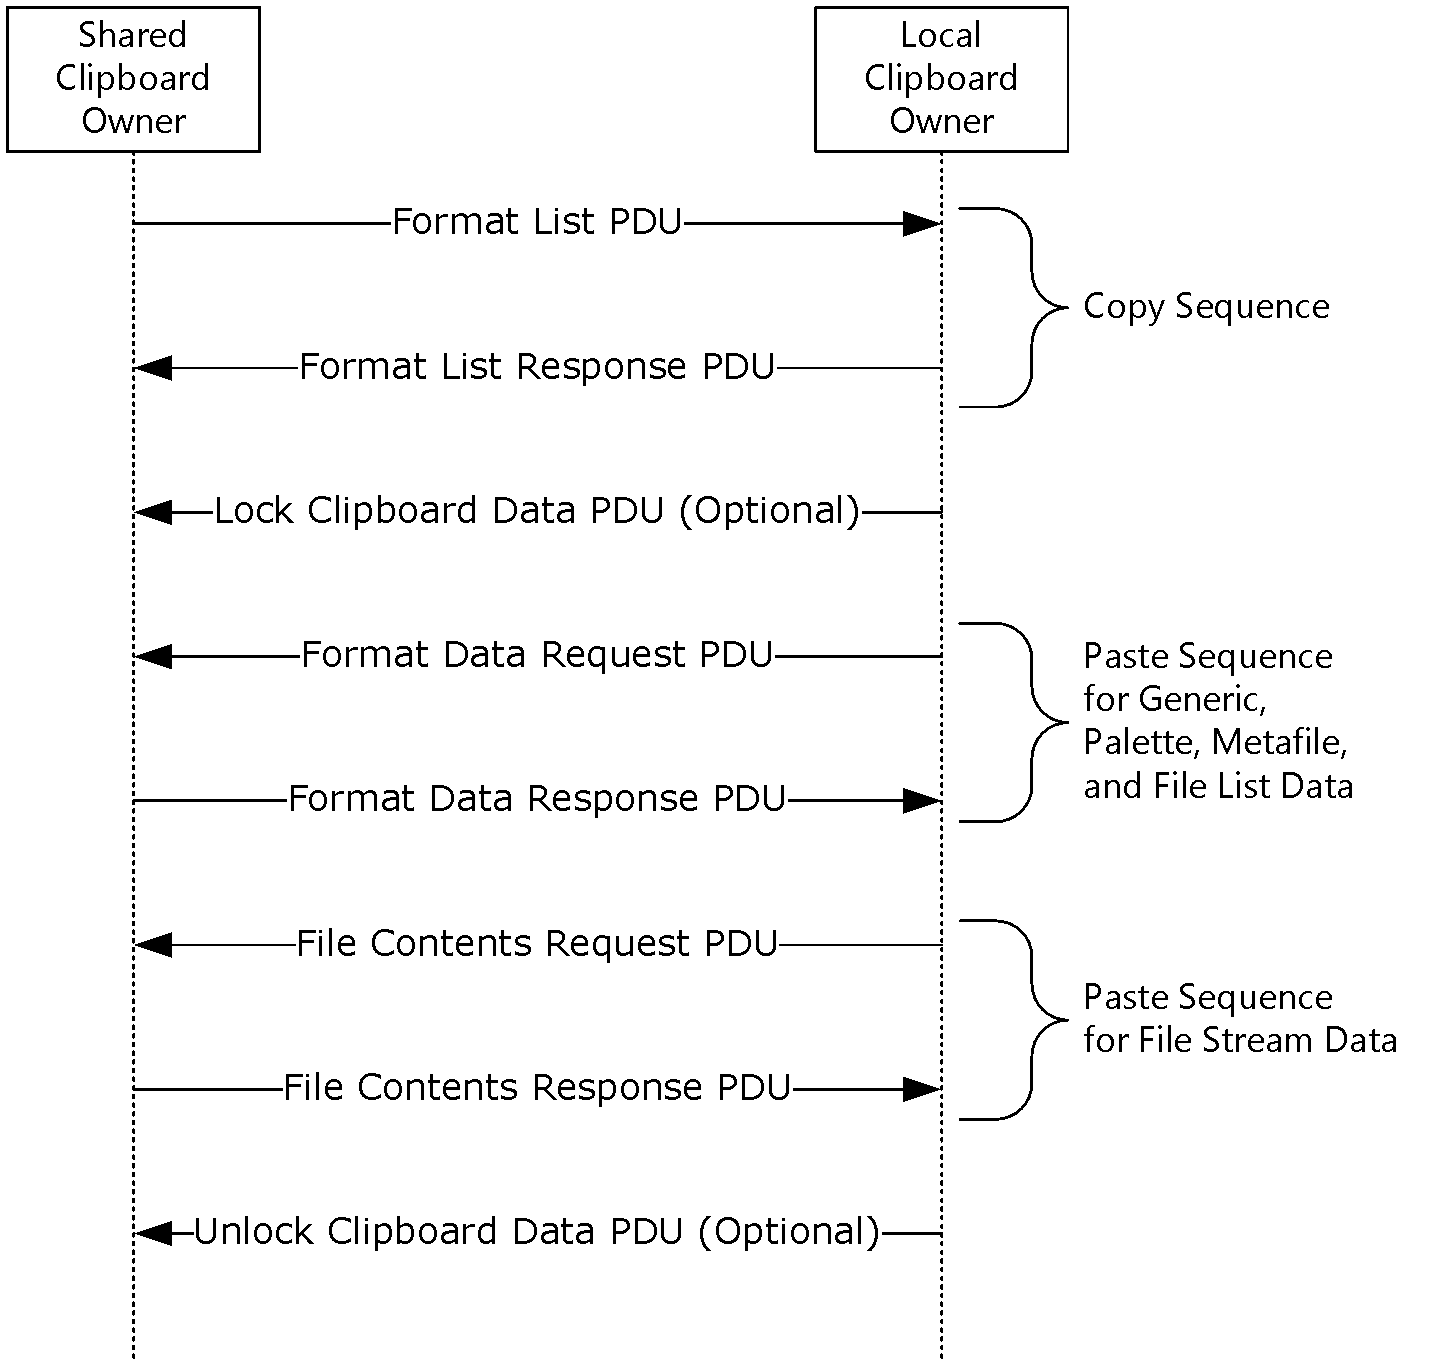 Shared
Clipboard
Owner
Local
Clipboard
Owner
Format List PDU
Copy Sequence
Format List Response PDU
Lock Clipboard Data PDU (Optional)
Format Data Request PDU
Paste Sequence
for Generic,
Palette, Metafile,
and File List Data
Format Data Response PDU
File Contents Request PDU
Paste Sequence
for File Stream Data
File Contents Response PDU
Unlock Clipboard Data PDU (Optional)